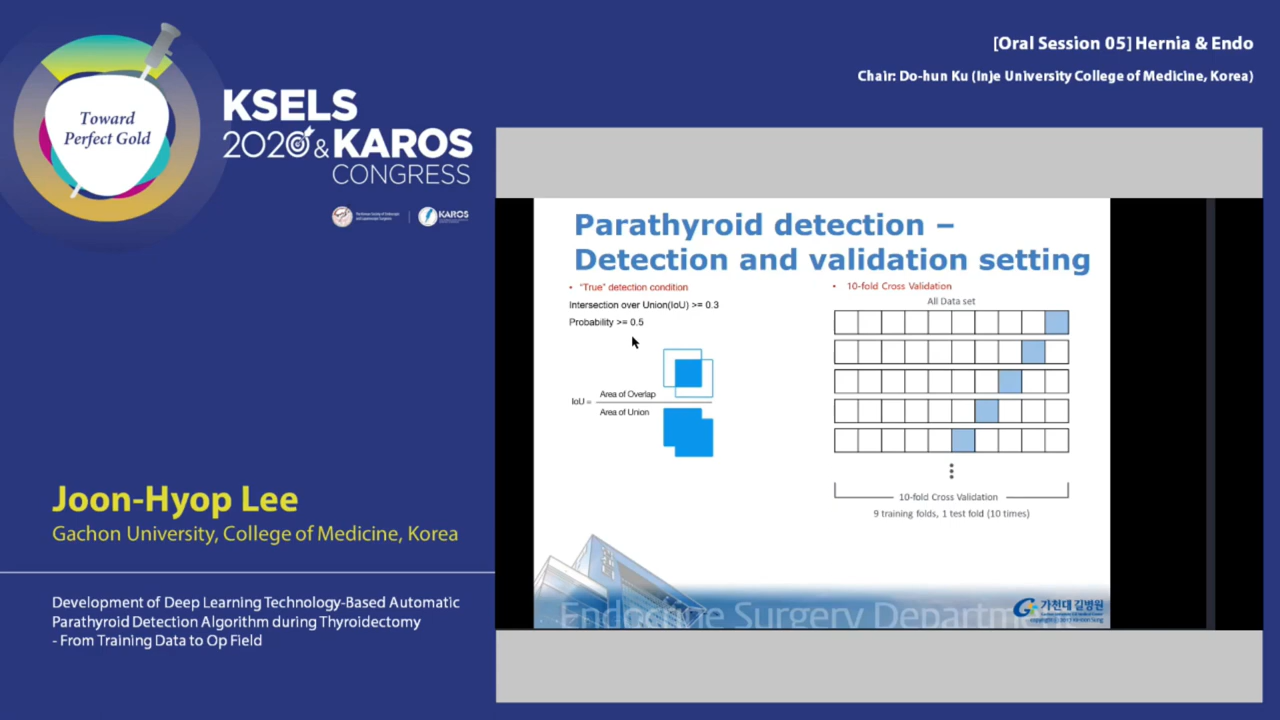 [Oral Session 05] Hernia & Endo
Chair: Do-hun Ku (Inje University College of Medicine, Korea)
Toward
Perfect Gold
KSELS
2020 & KAROS
CONGRESS
KAROS
Parathyroid detection –
Detection and validation setting
• "True" detection condition
Intersection over Union(IoU) >= 0.3
Probability >= 0.5
IoU =
Area of Overlap
Area of Union
• 10-fold Cross Validation
All Data set
10-fold Cross Validation
9 training folds, 1 test fold (10 times)
Endocrine Surgery Departm
가천대 길병원
Joon-Hyop Lee
Gachon University, College of Medicine, Korea
Development of Deep Learning Technology-Based Automatic
Parathyroid Detection Algorithm during Thyroidectomy
- From Training Data to Op Field